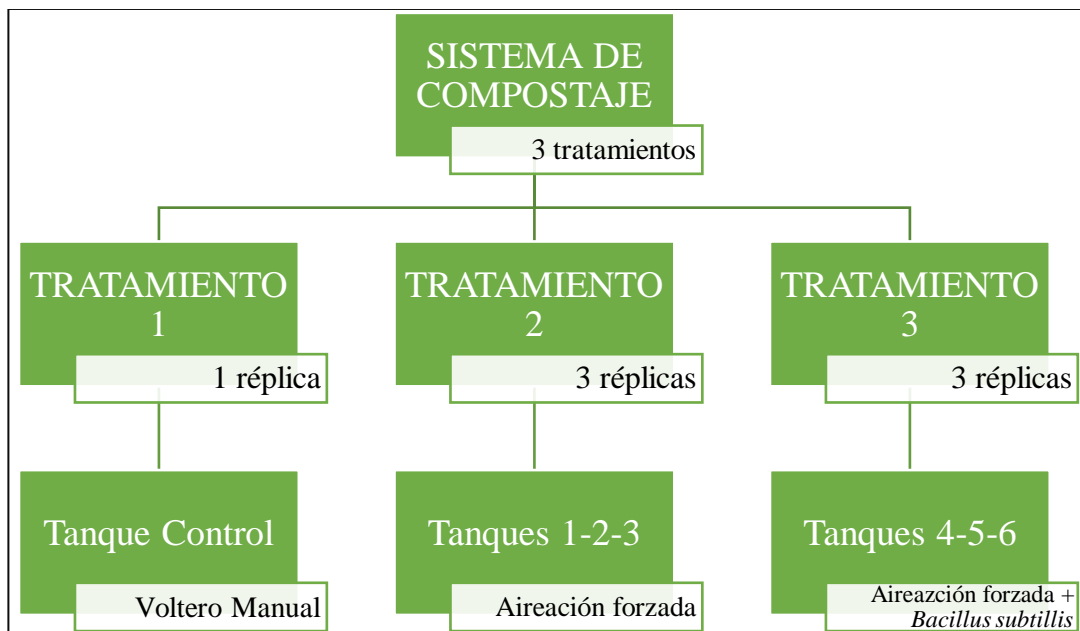 SISTEMA DE
COMPOSTAJE
3 tratamientos
TRATAMIENTO
1
1 réplica
TRATAMIENTO
2
3 réplicas
TRATAMIENTO
3
3 réplicas
Tanque Control
Voltero Manual
Tanques 1-2-3
Aireación forzada
Tanques 4-5-6
Aireazción forzada +
Bacillus subtillis